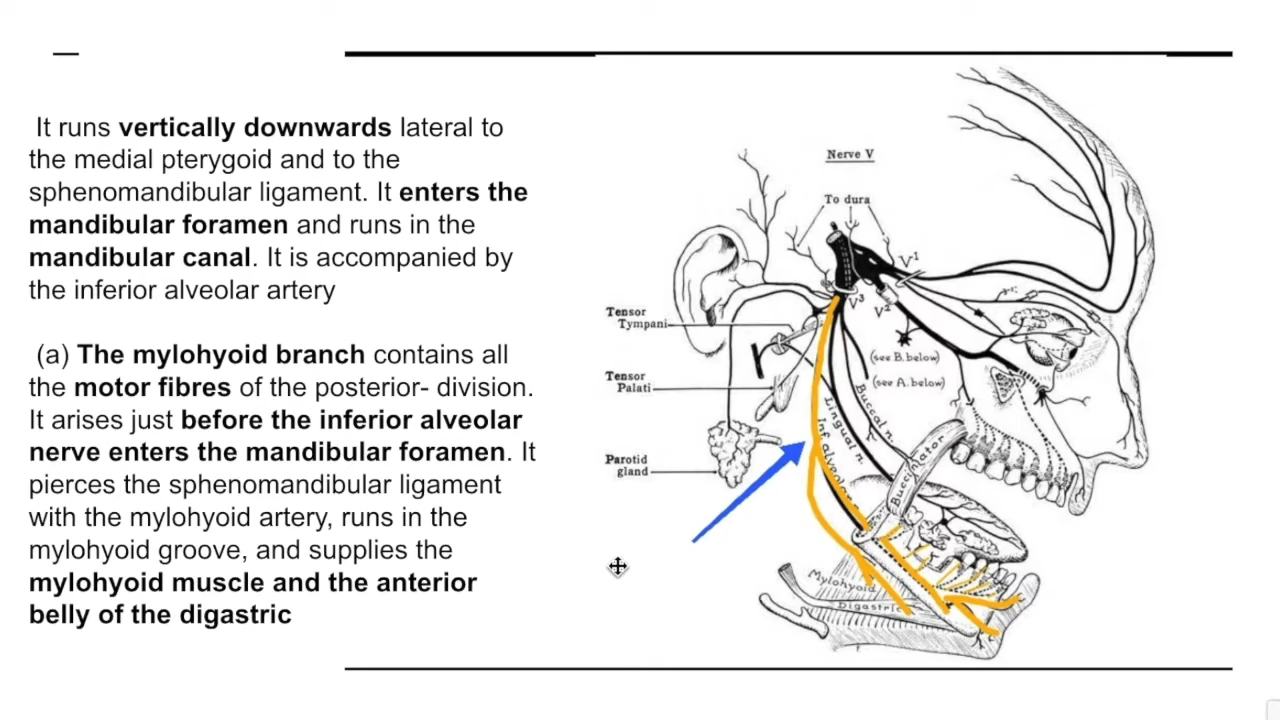 It runs vertically downwards lateral to
the medial pterygoid and to the
sphenomandibular ligament. It enters the
mandibular foramen and runs in the
mandibular canal. It is accompanied by
the inferior alveolar artery
(a) The mylohyoid branch contains all
the motor fibres of the posterior- division.
It arises just before the inferior alveolar
nerve enters the mandibular foramen. It
pierces the sphenomandibular ligament
with the mylohyoid artery, runs in the
mylohyoid groove, and supplies the
mylohyoid muscle and the anterior
belly of the digastric
Nerve V
To dura
V¹
V²
V³
Tensor
Tympani
(see B. below)
(see A. below)
Tensor
Palati
Buccal n.
Lingual n.
Inf. alveolar
Parotid
gland
Buccinator
Mylohyoid
Digastric